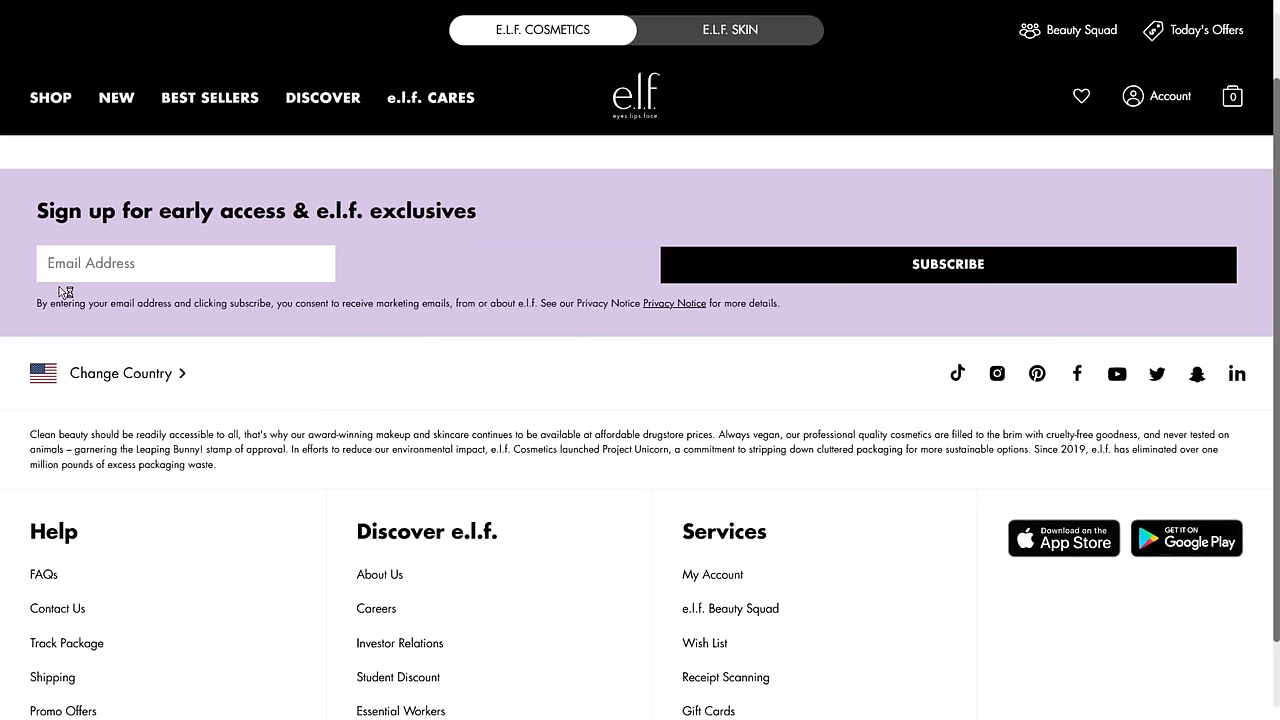 E.L.F. COSMETICS
E.L.F. SKIN
Beauty Squad
Today's Offers
SHOP
NEW
BEST SELLERS
DISCOVER
e.l.f. CARES
e.l.f.
eyes.lips.face.
Account
0
Sign up for early access & e.l.f. exclusives
Email Address
SUBSCRIBE
By entering your email address and clicking subscribe, you consent to receive marketing emails, from or about e.l.f. See our Privacy Notice Privacy Notice for more details.
Change Country
Clean beauty should be readily accessible to all, that's why our award-winning makeup and skincare continues to be available at affordable drugstore prices. Always vegan, our professional quality cosmetics are filled to the brim with cruelty-free goodness, and never tested on
animals – garnering the Leaping Bunny! stamp of approval. In efforts to reduce our environmental impact, e.l.f. Cosmetics launched Project Unicorn, a commitment to stripping down cluttered packaging for more sustainable options. Since 2019, e.l.f. has eliminated over one
million pounds of excess packaging waste.
Help
FAQs
Contact Us
Track Package
Shipping
Promo Offers
Discover e.l.f.
About Us
Careers
Investor Relations
Student Discount
Essential Workers
Services
My Account
e.l.f. Beauty Squad
Wish List
Receipt Scanning
Gift Cards
Download on the
App Store
GET IT ON
Google Play